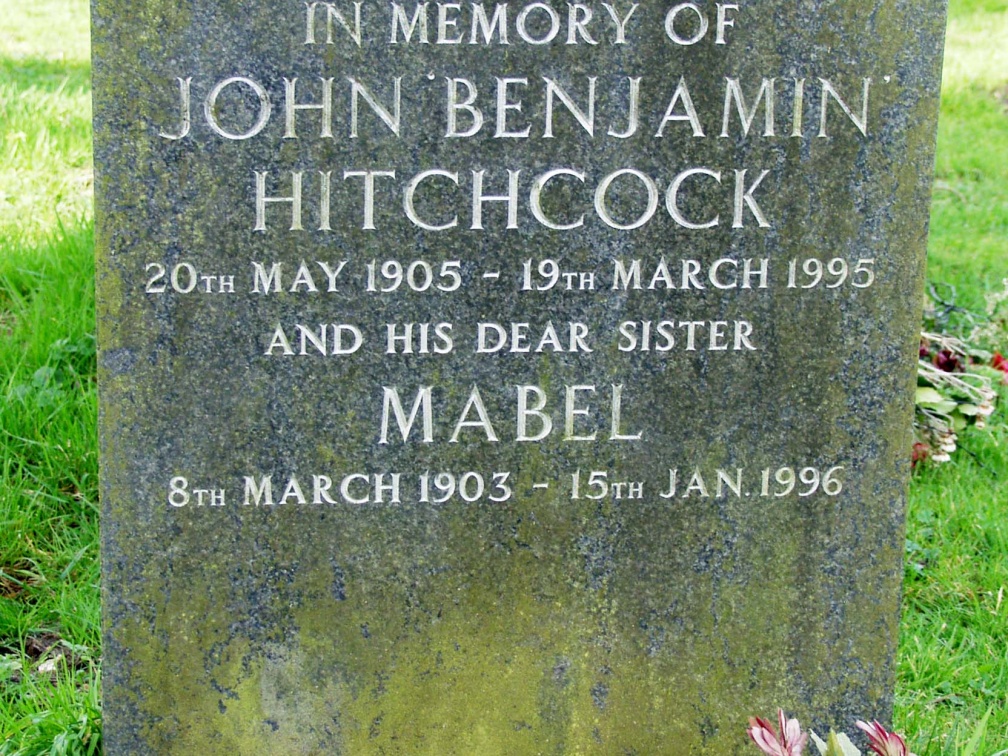 IN MEMORY OF
JOHN 'BENJAMIN'
HITCHCOCK
20TH MAY 1905 - 19TH MARCH 1995
AND HIS DEAR SISTER
MABEL
8TH MARCH 1903 - 15TH JAN. 1996